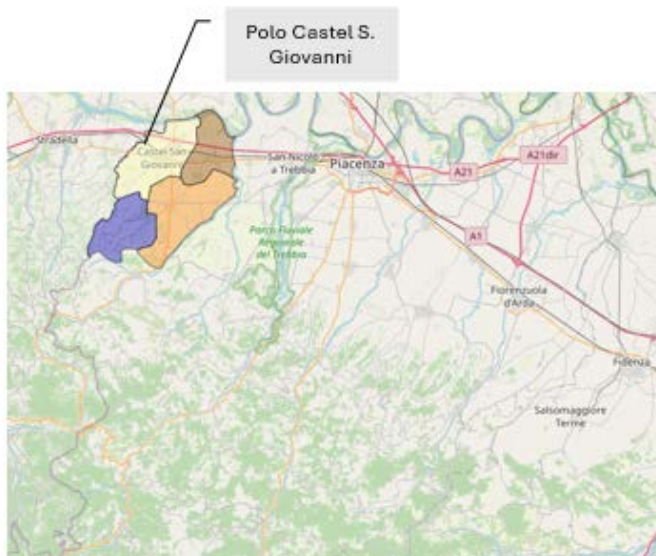 Polo Castel S.
Giovanni
Stradella
Castel San
Giovanni
San Nicolò
a Trebbia
Piacenza
A21
A21dir
A1
Parco Fluviale
Regionale
del Trebbia
Fiorenzuola
d'Arda
Fidenza
Salsomaggiore
Terme